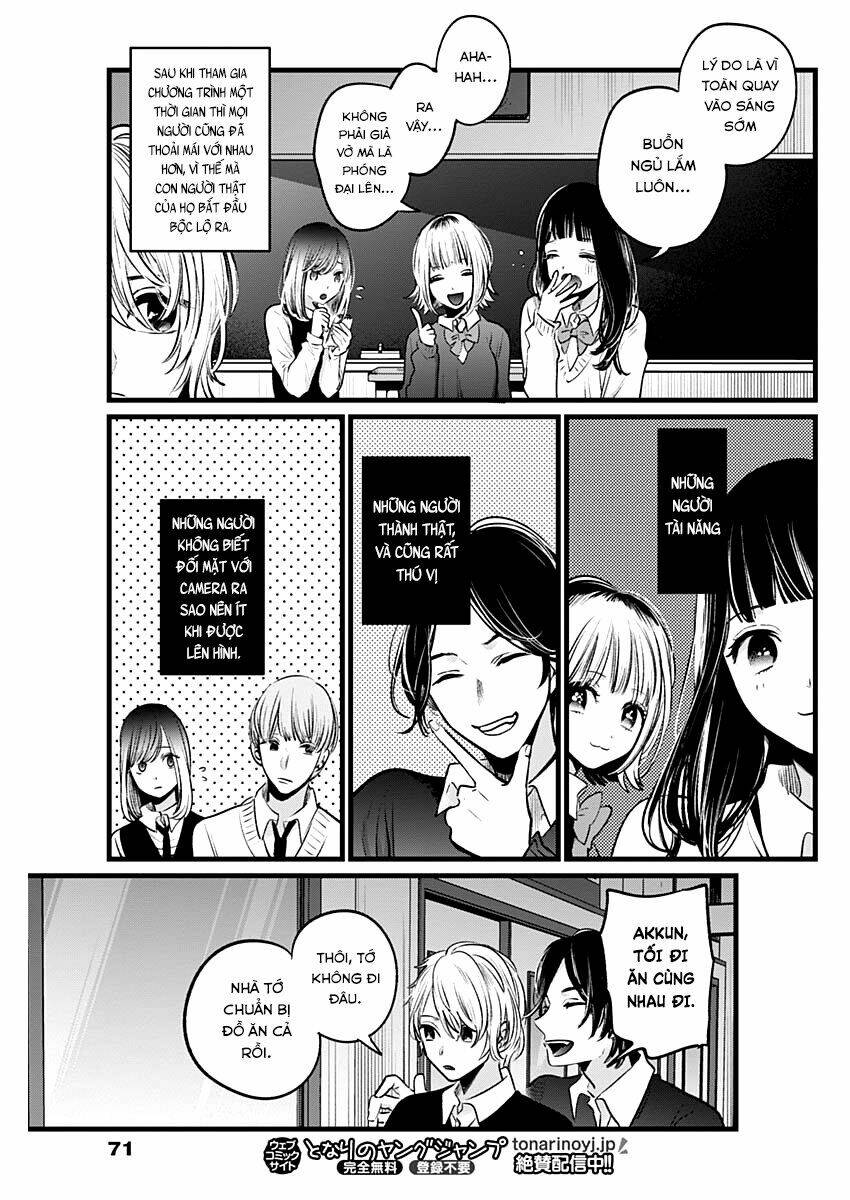 LÝ DO LÀ VÌ
TOÀN QUAY
VÀO SÁNG
SỚM
BUỒN
NGỦ LẮM
LUÔN...
AHA-
HAH...
RA
VẬY...
KHÔNG
PHẢI GIẢ
VỜ MÀ LÀ
PHÓNG
ĐẠI LÊN...
SAU KHI THAM GIA
CHƯƠNG TRÌNH MỘT
THỜI GIAN THÌ MỌI
NGƯỜI CŨNG ĐÃ
THOẢI MÁI VỚI NHAU
HƠN, VÌ THẾ MÀ
CON NGƯỜI THẬT
CỦA HỌ BẮT ĐẦU
BỘC LỘ RA.
NHỮNG
NGƯỜI
TÀI NĂNG
NHỮNG NGƯỜI
THÀNH THẬT,
VÀ CŨNG RẤT
THÚ VỊ
NHỮNG NGƯỜI
KHÔNG BIẾT
ĐỐI MẶT VỚI
CAMERA RA
SAO NÊN ÍT
KHI ĐƯỢC
LÊN HÌNH.
AKKUN,
TỐI ĐI
ĂN CÙNG
NHAU ĐI.
THÔI, TỚ
KHÔNG ĐI
ĐÂU.
NHÀ TỚ
CHUẨN BỊ
ĐỒ ĂN CẢ
RỒI.
71
ウェブ
コミック
サイト
となりのヤングジャンプ
完全無料
登録不要
tonarinoyj.jp
絶賛配信中!!